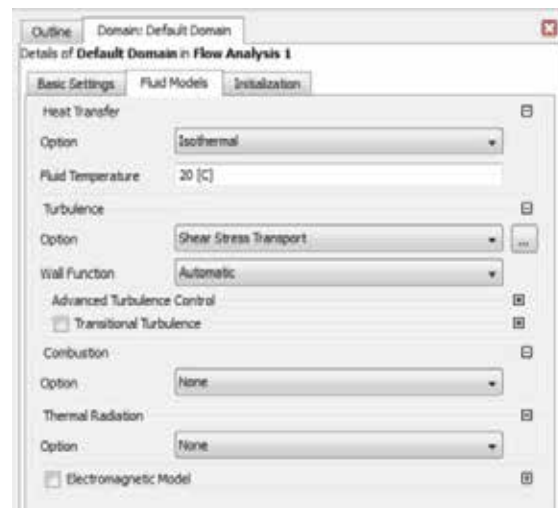 Outline Domain: Default Domain
Details of Default Domain in Flow Analysis 1
Basic Settings Fluid Models Initialization
Heat Transfer
Option Isothermal
Fluid Temperature 20 [C]
Turbulence
Option Shear Stress Transport ...
Wall Function Automatic
Advanced Turbulence Control
Transitional Turbulence
Combustion
Option None
Thermal Radiation
Option None
Electromagnetic Model